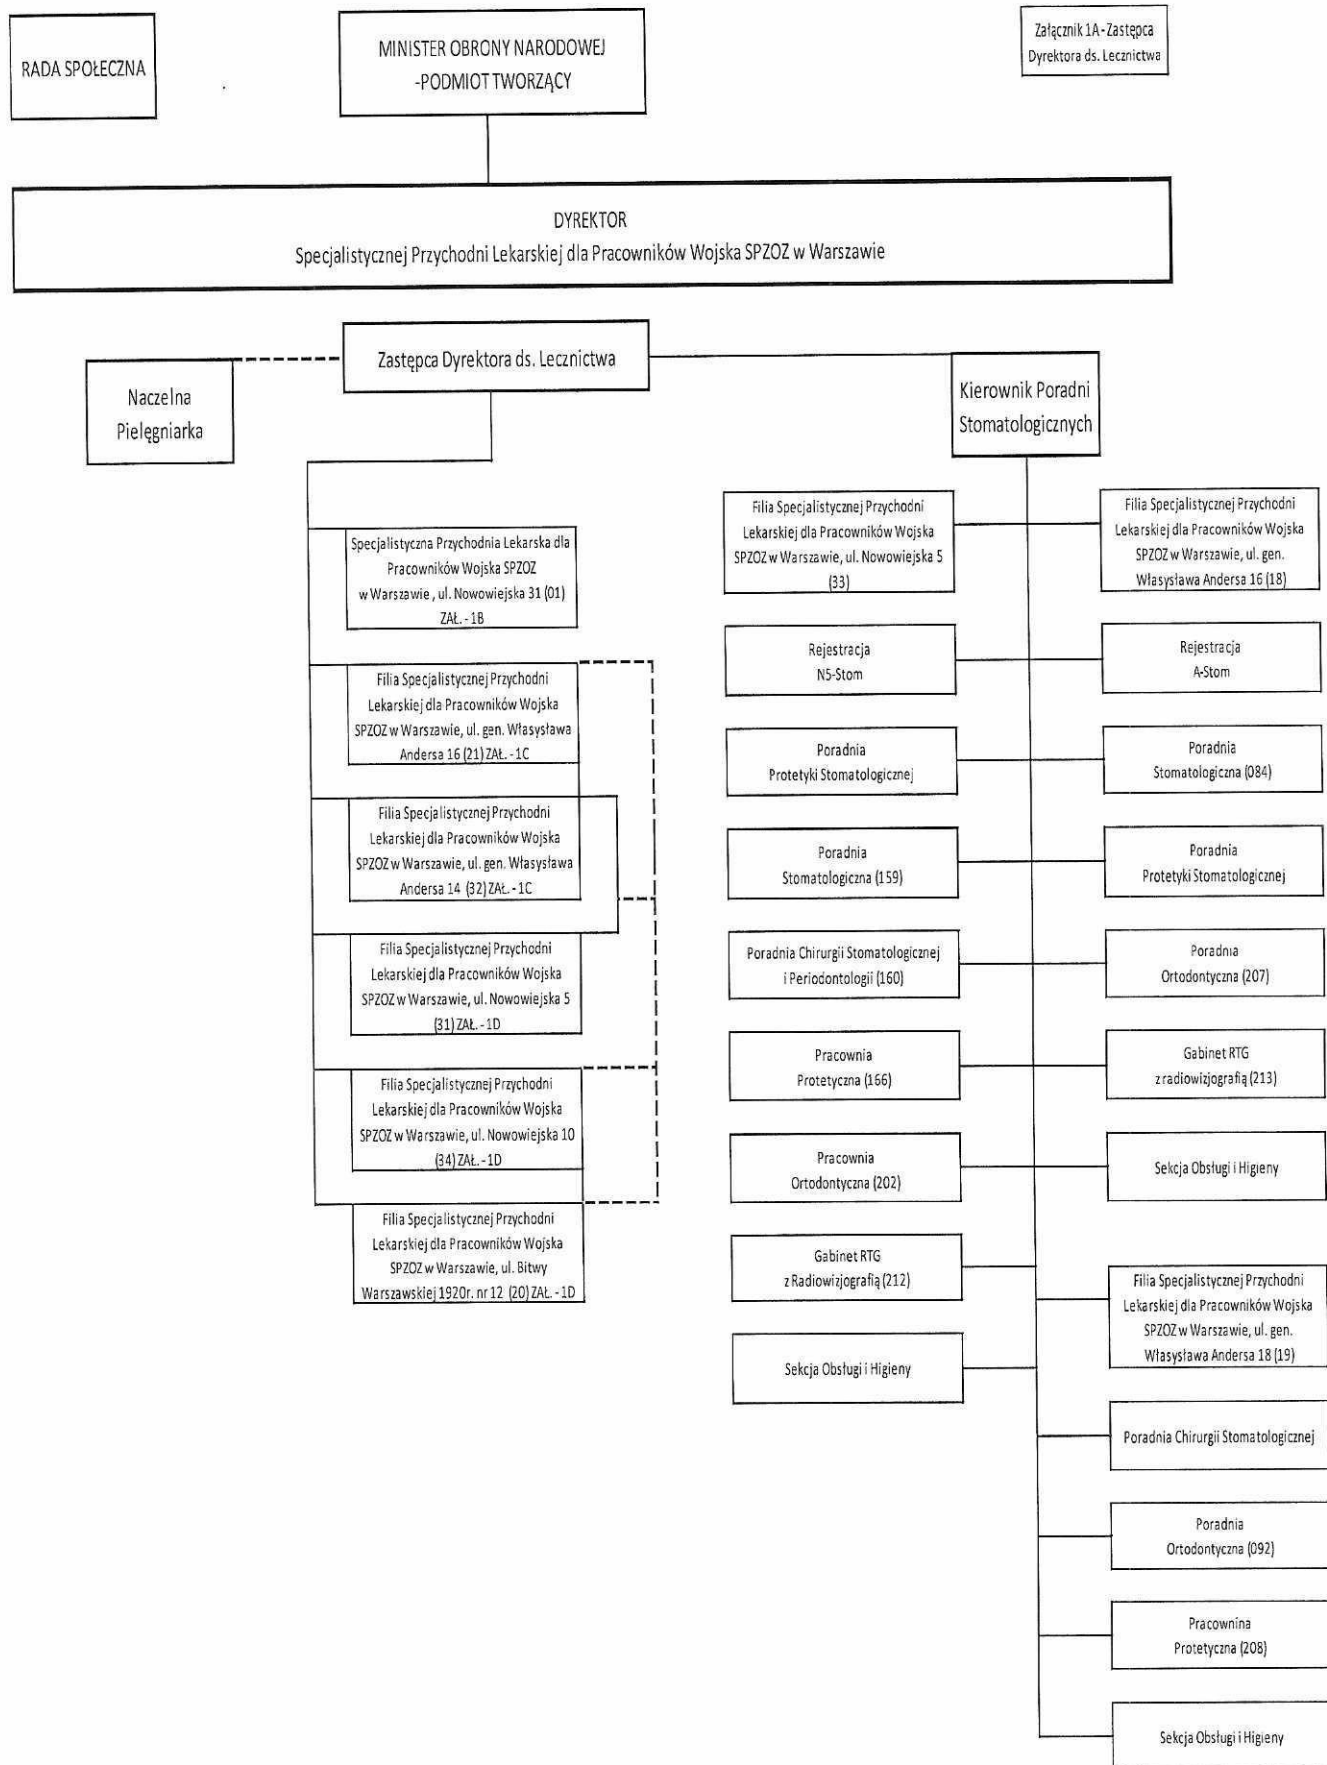 RADA SPOŁECZNA
MINISTER OBRONY NARODOWEJ
-PODMIOT TWORZĄCY
Załącznik 1A - Zastępca
Dyrektora ds. Lecznictwa
DYREKTOR
Specjalistycznej Przychodni Lekarskiej dla Pracowników Wojska SPZOZ w Warszawie
Zastępca Dyrektora ds. Lecznictwa
Naczelna
Pielęgniarka
Kierownik Poradni
Stomatologicznych
Specjalistyczna Przychodnia Lekarska dla
Pracowników Wojska SPZOZ
w Warszawie , ul. Nowowiejska 31 (01)
ZAŁ. - 1B
Filia Specjalistycznej Przychodni
Lekarskiej dla Pracowników Wojska
SPZOZ w Warszawie, ul. gen. Własysława
Andersa 16 (21) ZAŁ. - 1C
Filia Specjalistycznej Przychodni
Lekarskiej dla Pracowników Wojska
SPZOZ w Warszawie, ul. gen. Własysława
Andersa 14 (32) ZAŁ. - 1C
Filia Specjalistycznej Przychodni
Lekarskiej dla Pracowników Wojska
SPZOZ w Warszawie, ul. Nowowiejska 5
(31) ZAŁ. - 1D
Filia Specjalistycznej Przychodni
Lekarskiej dla Pracowników Wojska
SPZOZ w Warszawie, ul. Nowowiejska 10
(34) ZAŁ. - 1D
Filia Specjalistycznej Przychodni
Lekarskiej dla Pracowników Wojska
SPZOZ w Warszawie, ul. Bitwy
Warszawskiej 1920r. nr 12 (20) ZAŁ. - 1D
Filia Specjalistycznej Przychodni
Lekarskiej dla Pracowników Wojska
SPZOZ w Warszawie, ul. Nowowiejska 5
(33)
Rejestracja
N5-Stom
Poradnia
Protetyki Stomatologicznej
Poradnia
Stomatologiczna (159)
Poradnia Chirurgii Stomatologicznej
i Periodontologii (160)
Pracownia
Protetyczna (166)
Pracownia
Ortodontyczna (202)
Gabinet RTG
z Radiowizjografią (212)
Sekcja Obsługi i Higieny
Filia Specjalistycznej Przychodni
Lekarskiej dla Pracowników Wojska
SPZOZ w Warszawie, ul. gen.
Własysława Andersa 16 (18)
Rejestracja
A-Stom
Poradnia
Stomatologiczna (084)
Poradnia
Protetyki Stomatologicznej
Poradnia
Ortodontyczna (207)
Gabinet RTG
z radiowizjografią (213)
Sekcja Obsługi i Higieny
Filia Specjalistycznej Przychodni
Lekarskiej dla Pracowników Wojska
SPZOZ w Warszawie, ul. gen.
Własysława Andersa 18 (19)
Poradnia Chirurgii Stomatologicznej
Poradnia
Ortodontyczna (092)
Pracownina
Protetyczna (208)
Sekcja Obsługi i Higieny